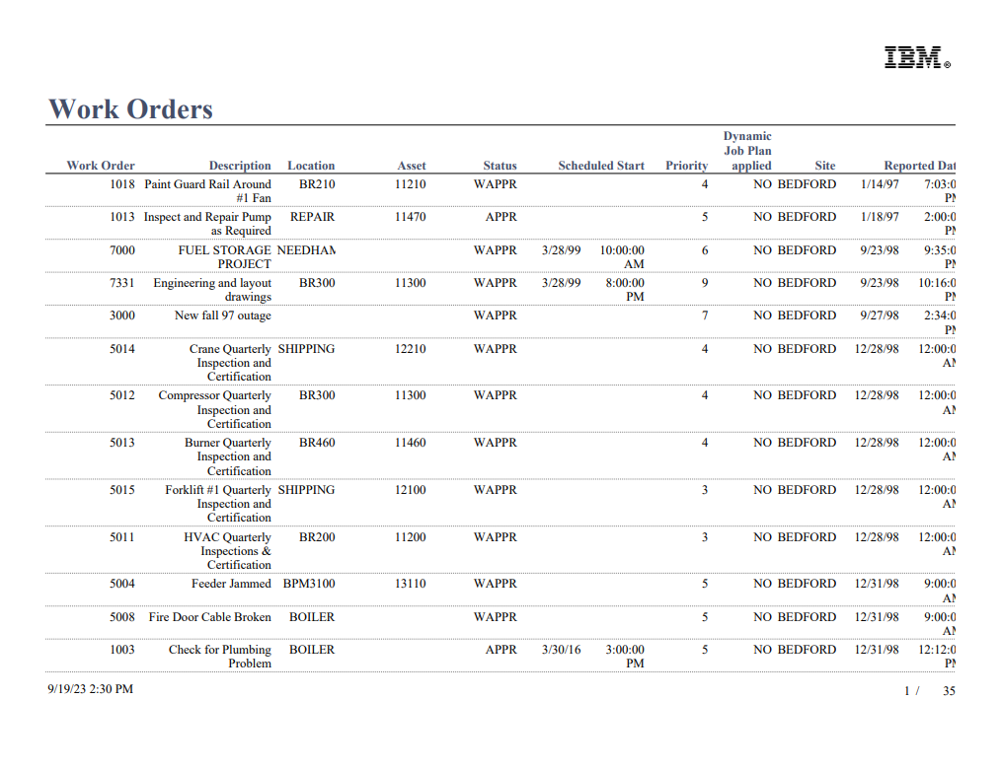 IBM®
Work Orders
Dynamic
Job Plan
Work Order Description Location Asset Status Scheduled Start Priority applied Site Reported Dat
1018 Paint Guard Rail Around BR210 11210 WAPPR 4 NO BEDFORD 1/14/97 7:03:0
#1 Fan PM
1013 Inspect and Repair Pump REPAIR 11470 APPR 5 NO BEDFORD 1/18/97 2:00:0
as Required PM
7000 FUEL STORAGE NEEDHAM WAPPR 3/28/99 10:00:00 6 NO BEDFORD 9/23/98 9:35:0
PROJECT AM PM
7331 Engineering and layout BR300 11300 WAPPR 3/28/99 8:00:00 9 NO BEDFORD 9/23/98 10:16:0
drawings PM PM
3000 New fall 97 outage WAPPR 7 NO BEDFORD 9/27/98 2:34:0
PM
5014 Crane Quarterly SHIPPING 12210 WAPPR 4 NO BEDFORD 12/28/98 12:00:0
Inspection and AM
Certification
5012 Compressor Quarterly BR300 11300 WAPPR 4 NO BEDFORD 12/28/98 12:00:0
Inspection and AM
Certification
5013 Burner Quarterly BR460 11460 WAPPR 4 NO BEDFORD 12/28/98 12:00:0
Inspection and AM
Certification
5015 Forklift #1 Quarterly SHIPPING 12100 WAPPR 3 NO BEDFORD 12/28/98 12:00:0
Inspection and AM
Certification
5011 HVAC Quarterly BR200 11200 WAPPR 3 NO BEDFORD 12/28/98 12:00:0
Inspections & AM
Certification
5004 Feeder Jammed BPM3100 13110 WAPPR 5 NO BEDFORD 12/31/98 9:00:0
AM
5008 Fire Door Cable Broken BOILER WAPPR 5 NO BEDFORD 12/31/98 9:00:0
AM
1003 Check for Plumbing BOILER APPR 3/30/16 3:00:00 5 NO BEDFORD 12/31/98 12:12:0
Problem PM PM
9/19/23 2:30 PM 1 / 35